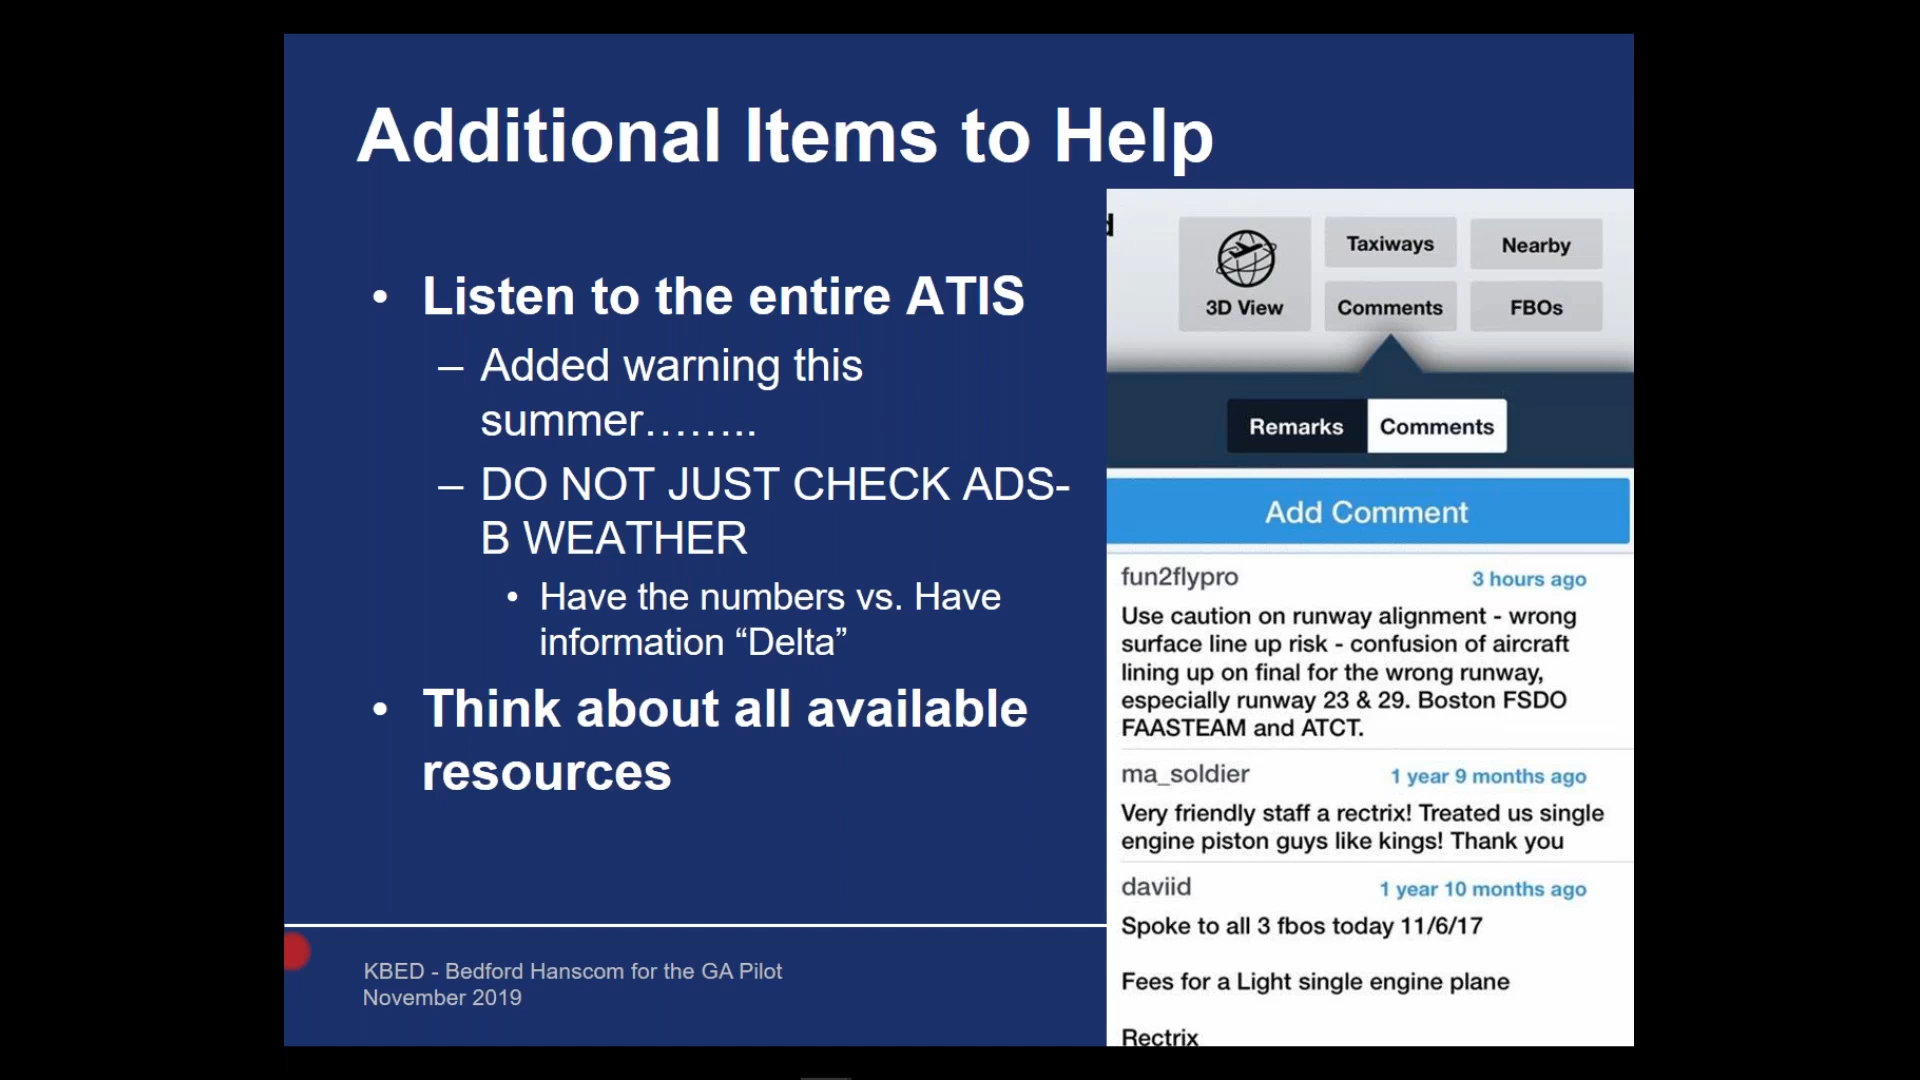 Additional Items to Help
• Listen to the entire ATIS
– Added warning this
summer……..
– DO NOT JUST CHECK ADS-
B WEATHER
• Have the numbers vs. Have
information “Delta”
• Think about all available
resources
KBED - Bedford Hanscom for the GA Pilot
November 2019
d
3D View
Taxiways
Nearby
Comments
FBOs
Remarks
Comments
Add Comment
fun2flypro 3 hours ago
Use caution on runway alignment - wrong
surface line up risk - confusion of aircraft
lining up on final for the wrong runway,
especially runway 23 & 29. Boston FSDO
FAASTEAM and ATCT.
ma_soldier 1 year 9 months ago
Very friendly staff a rectrix! Treated us single
engine piston guys like kings! Thank you
daviid 1 year 10 months ago
Spoke to all 3 fbos today 11/6/17
Fees for a Light single engine plane
Rectrix